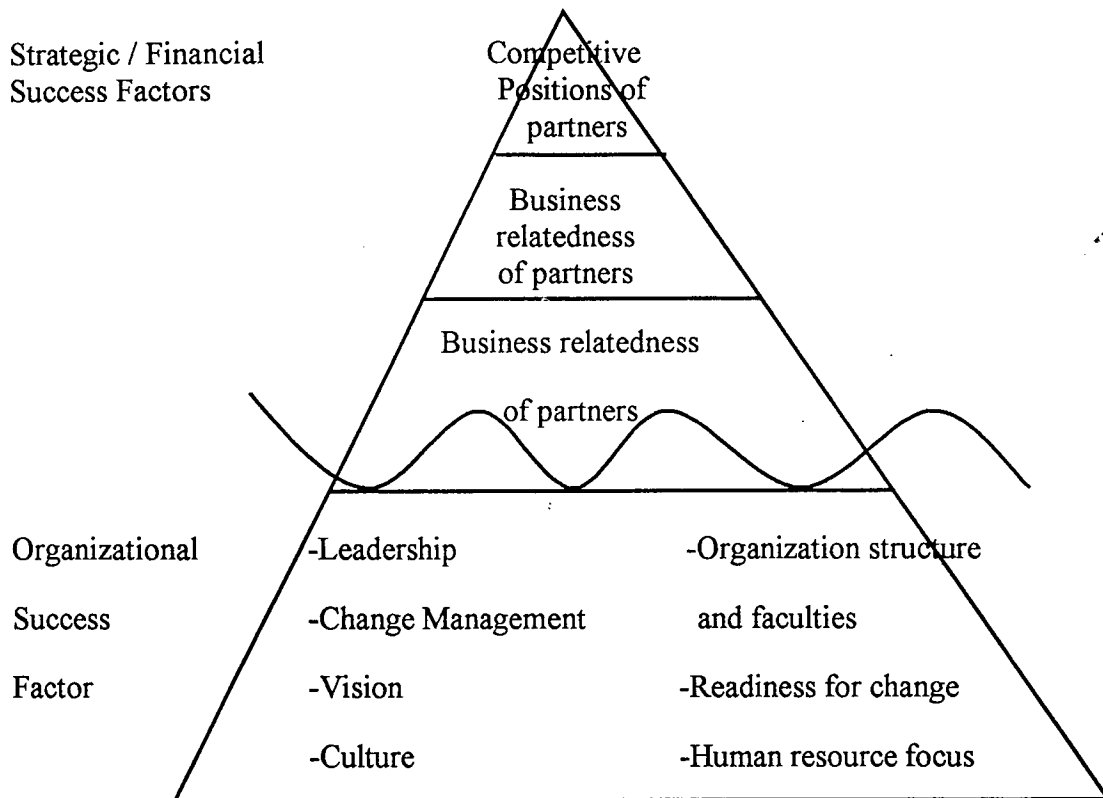 Strategic / Financial
Success Factors
Competitive
Positions of
partners
Business
relatedness
of partners
Business relatedness
of partners
Organizational
Success
Factor
-Leadership
-Change Management
-Vision
-Culture
-Organization structure
and faculties
-Readiness for change
-Human resource focus